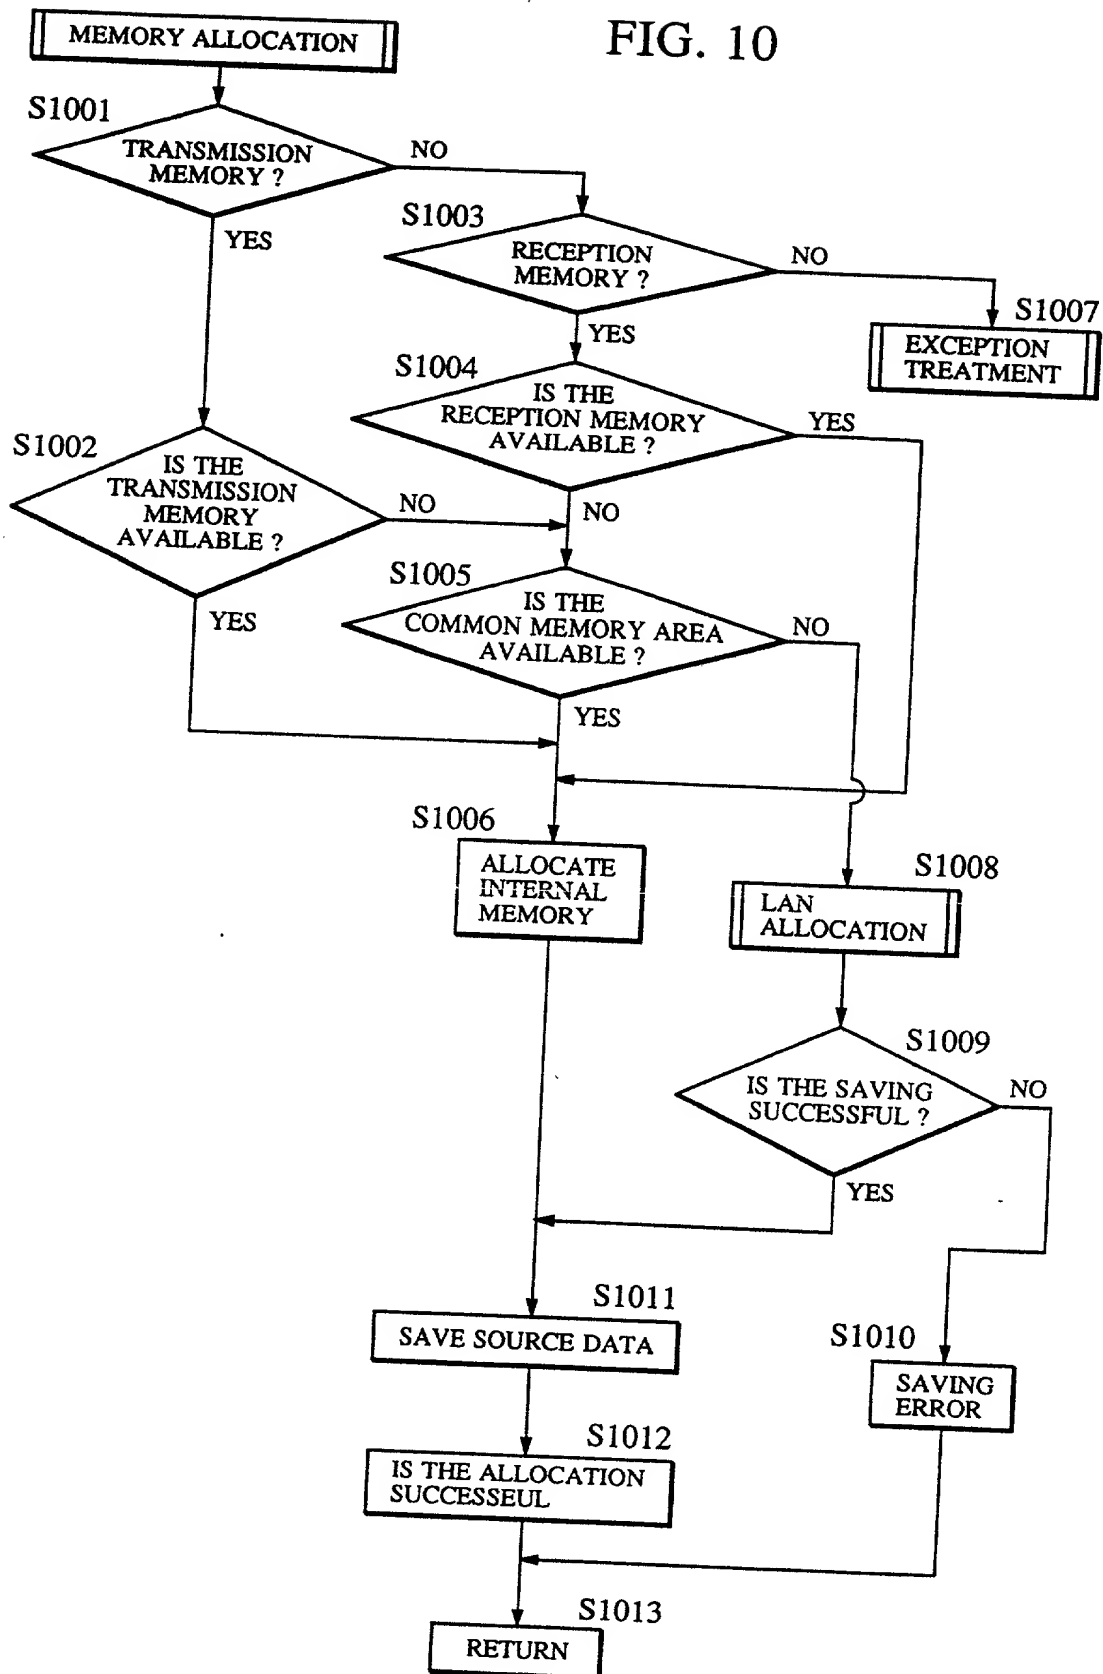 FIG. 10
MEMORY ALLOCATION
S1001
TRANSMISSION
MEMORY ?
NO
YES
S1003
RECEPTION
MEMORY ?
NO
YES
S1007
EXCEPTION
TREATMENT
S1004
IS THE
RECEPTION MEMORY
AVAILABLE ?
YES
NO
S1002
IS THE
TRANSMISSION
MEMORY
AVAILABLE ?
NO
YES
S1005
IS THE
COMMON MEMORY AREA
AVAILABLE ?
NO
YES
S1006
ALLOCATE
INTERNAL
MEMORY
S1008
LAN
ALLOCATION
S1009
IS THE SAVING
SUCCESSFUL ?
NO
YES
S1011
SAVE SOURCE DATA
S1010
SAVING
ERROR
S1012
IS THE ALLOCATION
SUCCESSEUL
S1013
RETURN